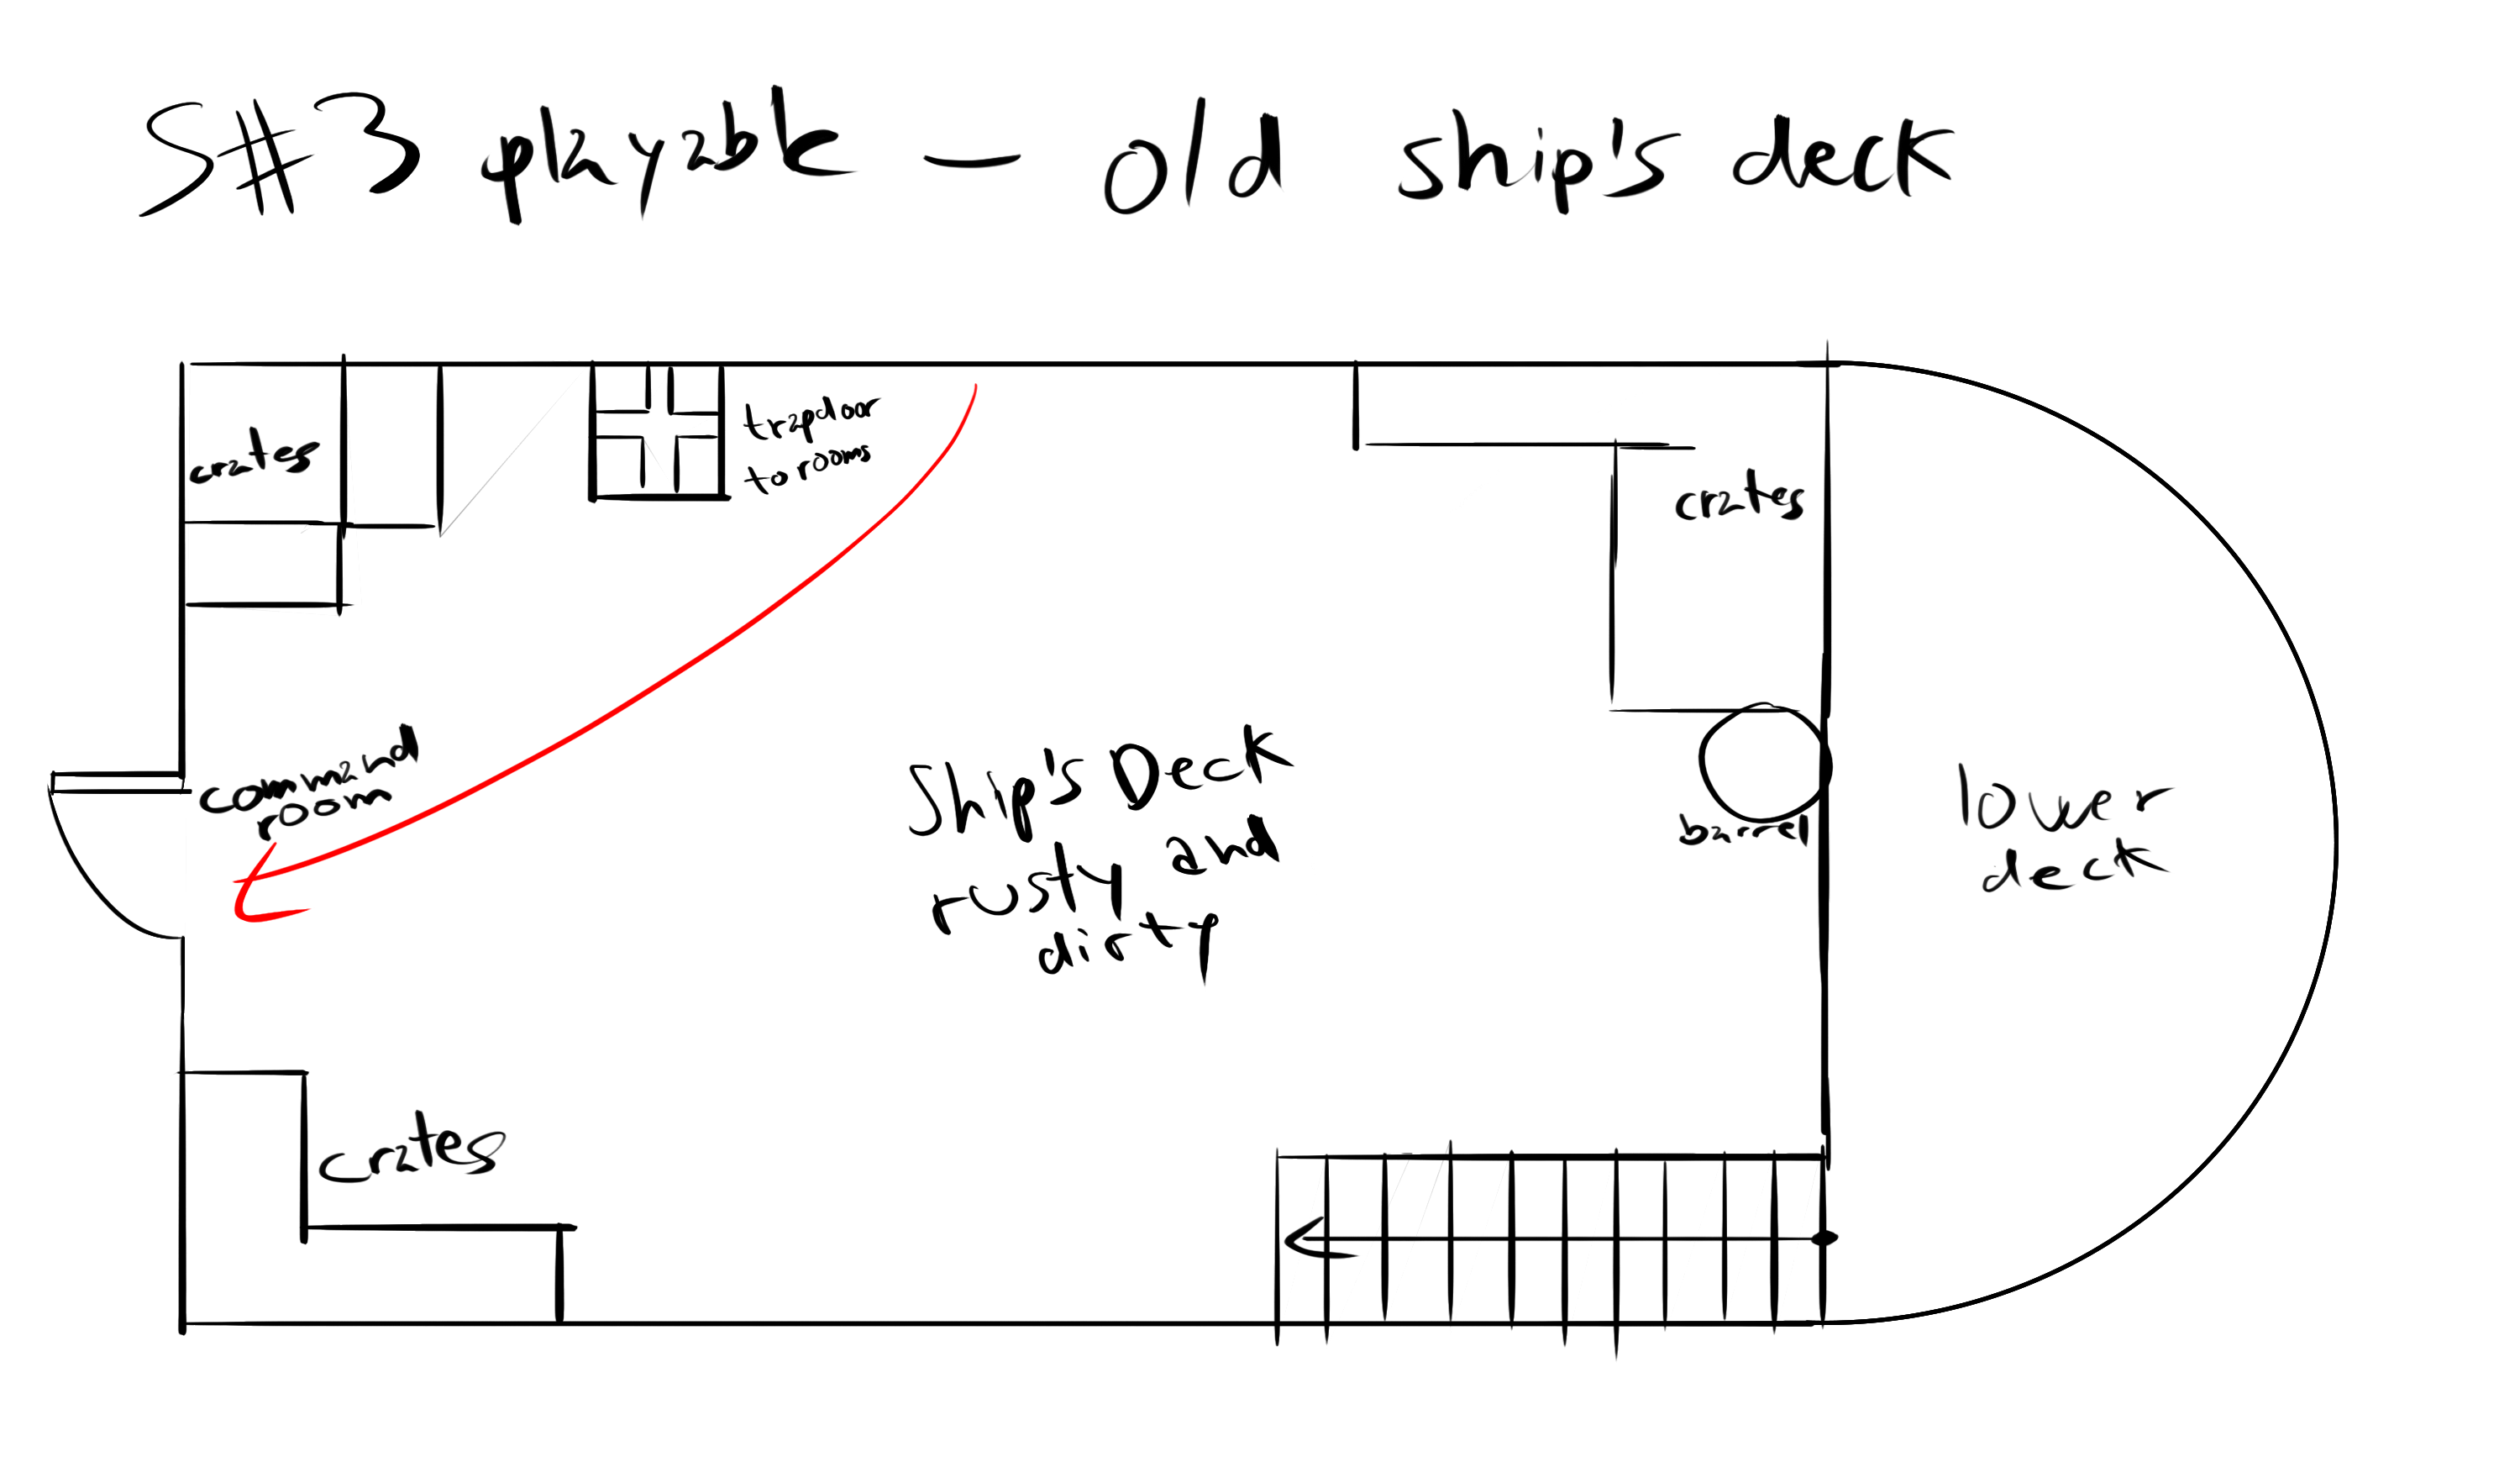 S#3 playable - old ship's deck
crates
trapdoor
to rooms
crates
command
room
Ship's Deck
rusty and
dirty
barrel
lower
deck
crates